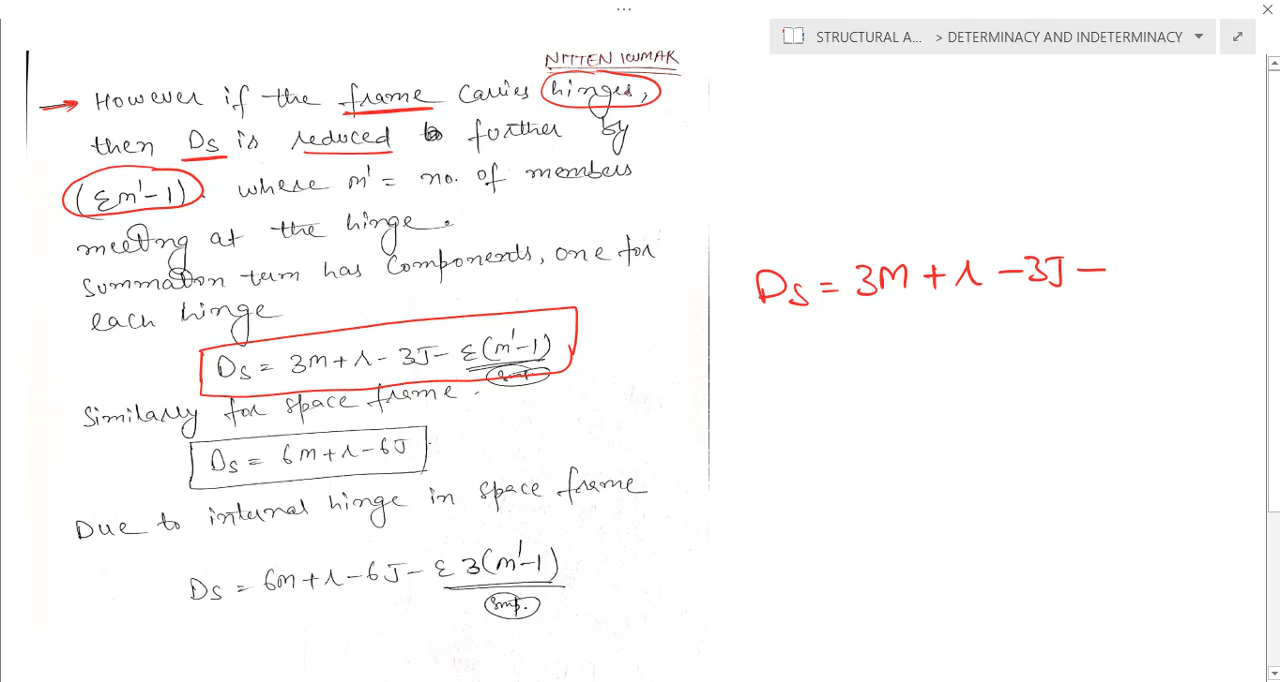 ...
STRUCTURAL A... > DETERMINACY AND INDETERMINACY
NITTEN KUMAR
→ However if the frame carries hinges,
then Ds is reduced to further by
(Σm'-1). where m' = no. of members
meeting at the hinge.
Summation term has components, one for
each hinge
Ds = 3m+r-3J-Σ(m'-1)
Imp.
Similarly for space frame.
Ds = 6m+r-6J
Due to internal hinge in space frame
Ds = 6m+r-6J-Σ3(m'-1)
Imp.
Ds = 3M+r-3J-